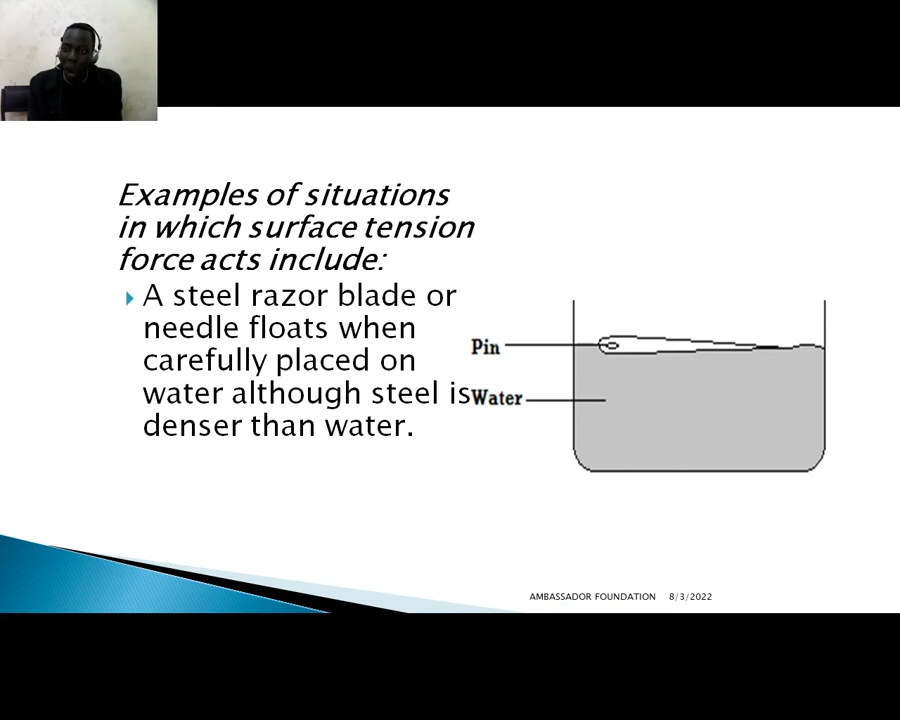 Examples of situations
in which surface tension
force acts include:
A steel razor blade or
needle floats when
carefully placed on
water although steel is
denser than water.
Pin
Water
AMBASSADOR FOUNDATION 8/3/2022